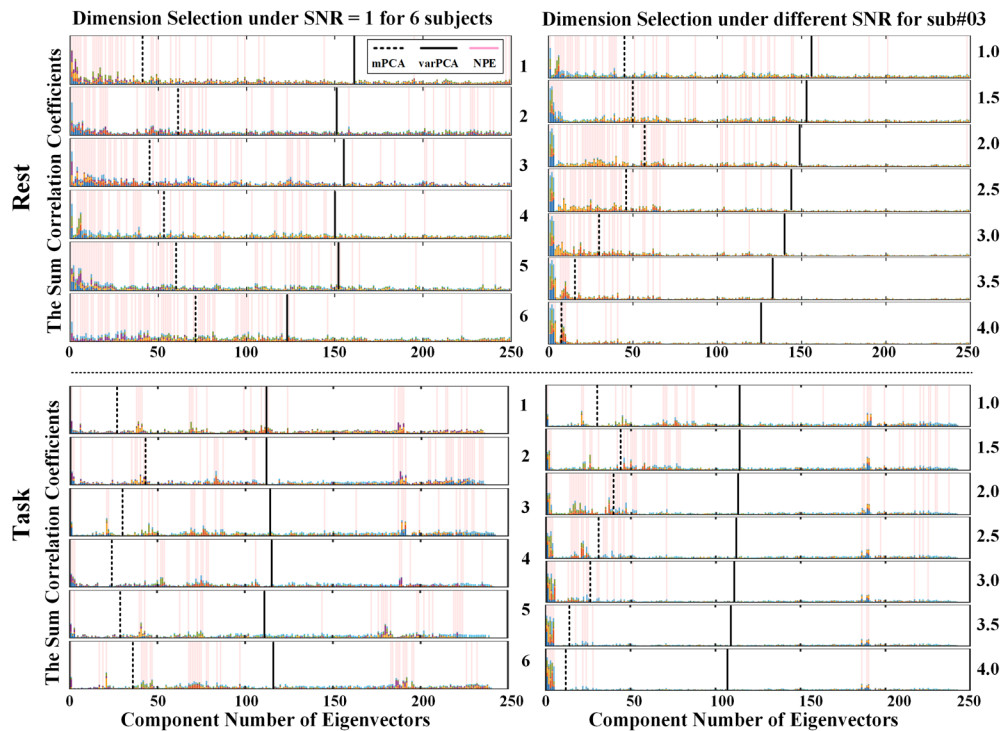 Dimension Selection under SNR = 1 for 6 subjects
Dimension Selection under different SNR for sub#03
mPCA varPCA NPE
Rest
The Sum Correlation Coefficients
1
2
3
4
5
6
0 50 100 150 200 250
1.0
1.5
2.0
2.5
3.0
3.5
4.0
0 50 100 150 200 250
Task
The Sum Correlation Coefficients
1
2
3
4
5
6
0 50 100 150 200 250
Component Number of Eigenvectors
1.0
1.5
2.0
2.5
3.0
3.5
4.0
0 50 100 150 200 250
Component Number of Eigenvectors